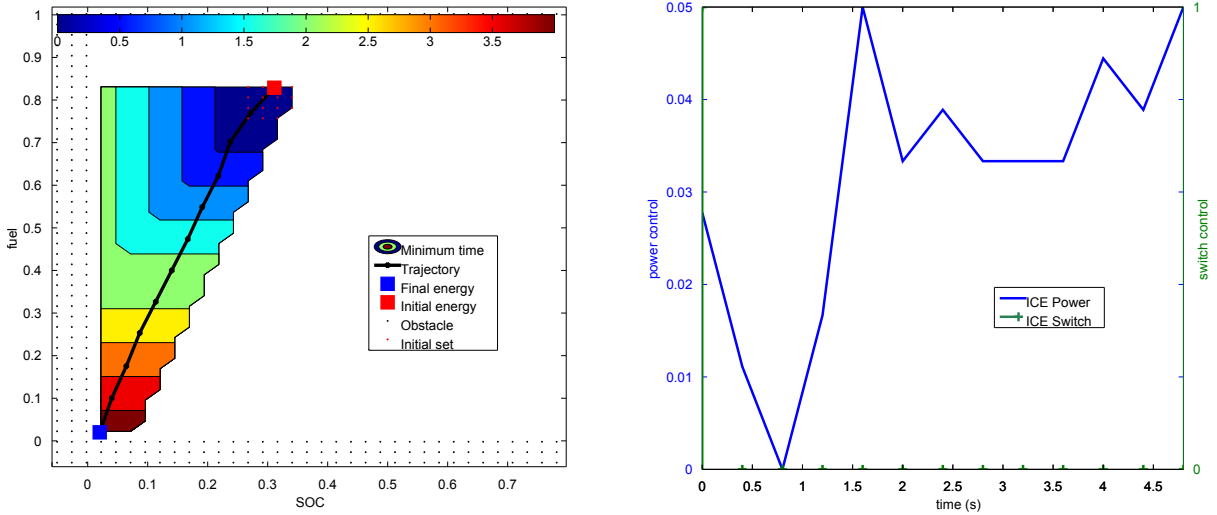 1
0 0.5 1 1.5 2 2.5 3 3.5
0.9
0.8
0.7
0.6
0.5
0.4
0.3
0.2
0.1
0
fuel
Minimum time
Trajectory
Final energy
Initial energy
Obstacle
Initial set
0 0.1 0.2 0.3 0.4 0.5 0.6 0.7
SOC
0.05
0.04
0.03
0.02
0.01
0
power control
ICE Power
ICE Switch
1
0
switch control
0 0.5 1 1.5 2 2.5 3 3.5 4 4.5
time (s)